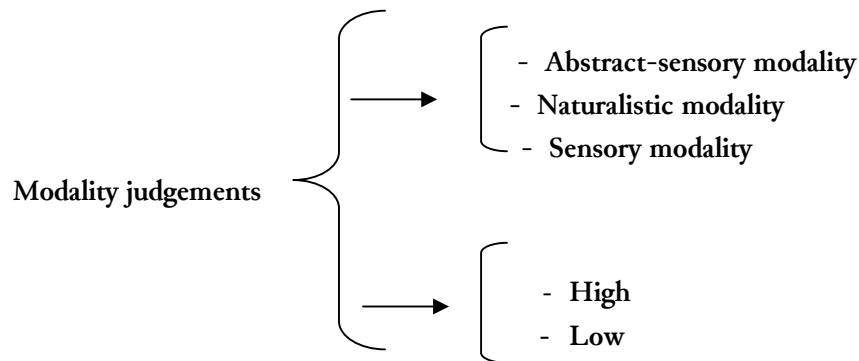 - Abstract-sensory modality
- Naturalistic modality
- Sensory modality
Modality judgements
- High
- Low